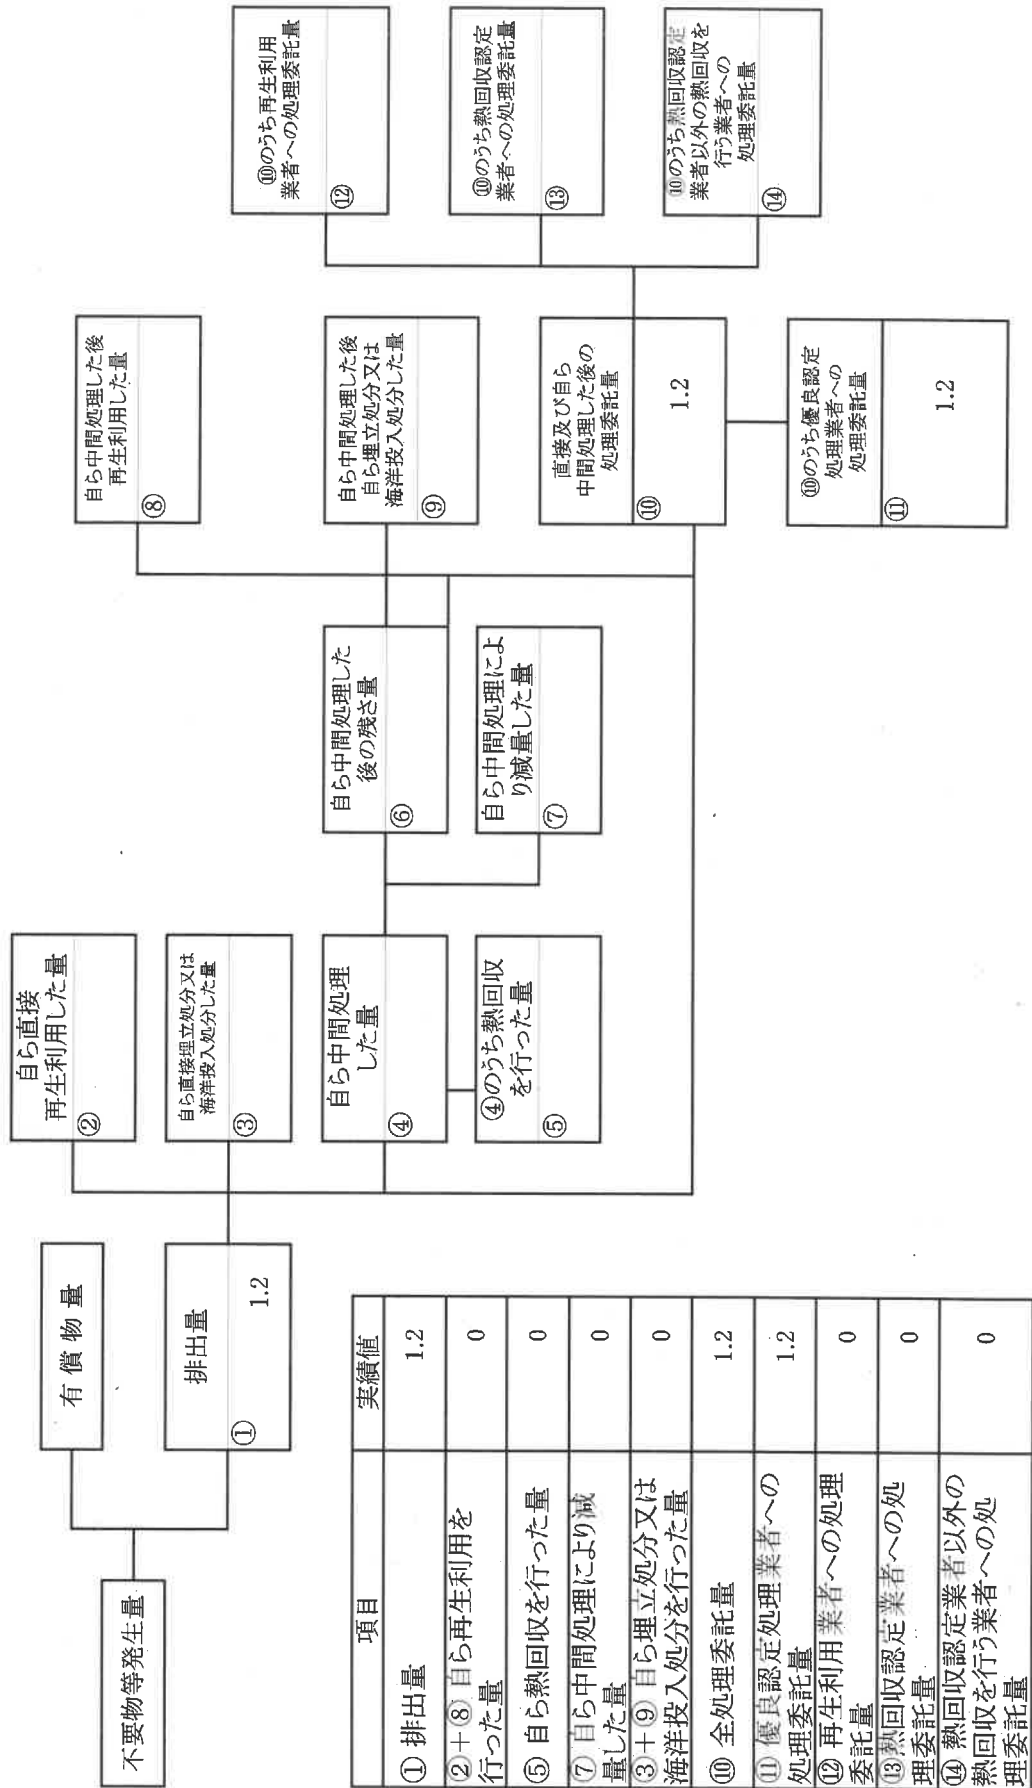 不要物等発生量
有償物量
排出量
①
1.2
自ら直接
再生利用した量
②
自ら直接埋立処分又は
海洋投入処分した量
③
自ら中間処理
した量
④
④のうち熱回収
を行った量
⑤
自ら中間処理した
後の残さ量
⑥
自ら中間処理によ
り減量した量
⑦
自ら中間処理した後
再生利用した量
⑧
自ら中間処理した後
自ら埋立処分又は
海洋投入処分した量
⑨
直接及び自ら
中間処理した後の
処理委託量
⑩
1.2
⑩のうち優良認定
処理業者への
処理委託量
⑪
1.2
⑩のうち再生利用
業者への処理委託量
⑫
⑩のうち熱回収認定
業者への処理委託量
⑬
⑩のうち熱回収認定
業者以外の熱回収を
行う業者への
処理委託量
⑭
項目 実績値
① 排出量 1.2
②+⑧ 自ら再生利用を
行った量 0
⑤ 自ら熱回収を行った量 0
⑦ 自ら中間処理により減
量した量 0
③+⑨ 自ら埋立処分又は
海洋投入処分を行った量 0
⑩ 全処理委託量 1.2
⑪ 優良認定処理業者への
処理委託量 1.2
⑫ 再生利用業者への処理
委託量 0
⑬熱回収認定業者への処
理委託量 0
⑭ 熱回収認定業者以外の
熱回収を行う業者への処
理委託量 0